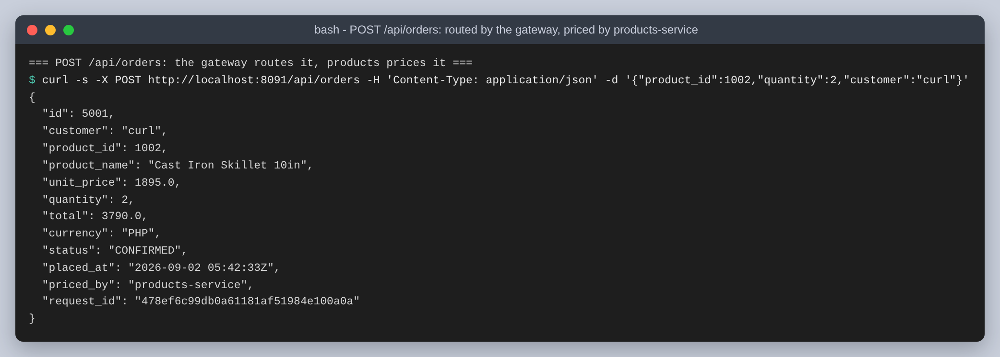 bash - POST /api/orders: routed by the gateway, priced by products-service
=== POST /api/orders: the gateway routes it, products prices it ===
$ curl -s -X POST http://localhost:8091/api/orders -H 'Content-Type: application/json' -d '{"product_id":1002,"quantity":2,"customer":"curl"}'
{
  "id": 5001,
  "customer": "curl",
  "product_id": 1002,
  "product_name": "Cast Iron Skillet 10in",
  "unit_price": 1895.0,
  "quantity": 2,
  "total": 3790.0,
  "currency": "PHP",
  "status": "CONFIRMED",
  "placed_at": "2026-09-02 05:42:33Z",
  "priced_by": "products-service",
  "request_id": "478ef6c99db0a61181af51984e100a0a"
}